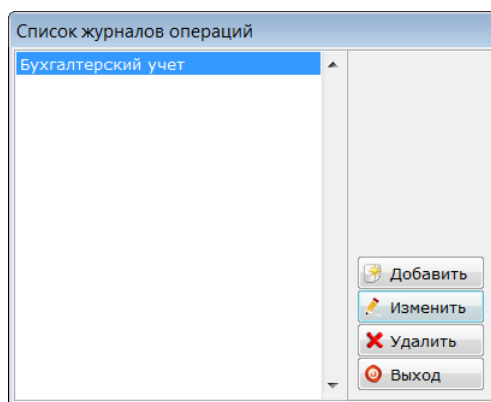 Список журналов операций
Бухгалтерский учет
Добавить
Изменить
Удалить
Выход